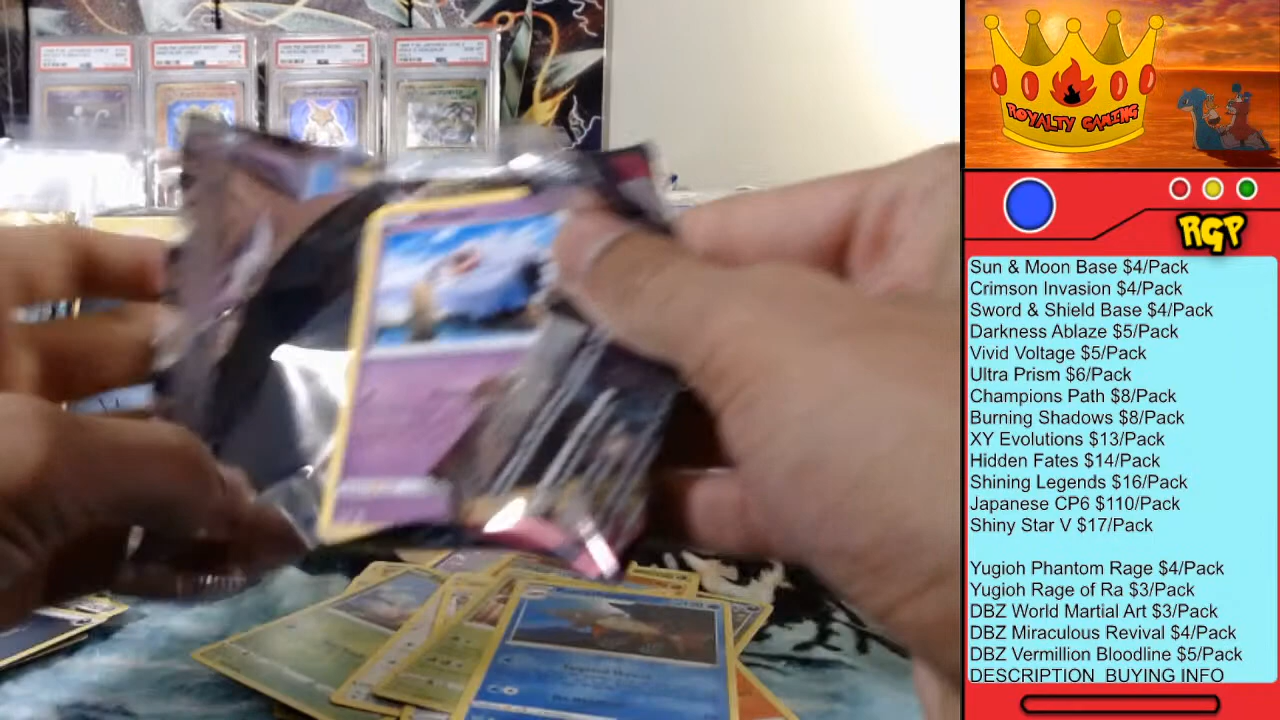 ROYALTY GAMING
RGP
Sun & Moon Base $4/Pack
Crimson Invasion $4/Pack
Sword & Shield Base $4/Pack
Darkness Ablaze $5/Pack
Vivid Voltage $5/Pack
Ultra Prism $6/Pack
Champions Path $8/Pack
Burning Shadows $8/Pack
XY Evolutions $13/Pack
Hidden Fates $14/Pack
Shining Legends $16/Pack
Japanese CP6 $110/Pack
Shiny Star V $17/Pack
Yugioh Phantom Rage $4/Pack
Yugioh Rage of Ra $3/Pack
DBZ World Martial Art $3/Pack
DBZ Miraculous Revival $4/Pack
DBZ Vermillion Bloodline $5/Pack
DESCRIPTION BUYING INFO